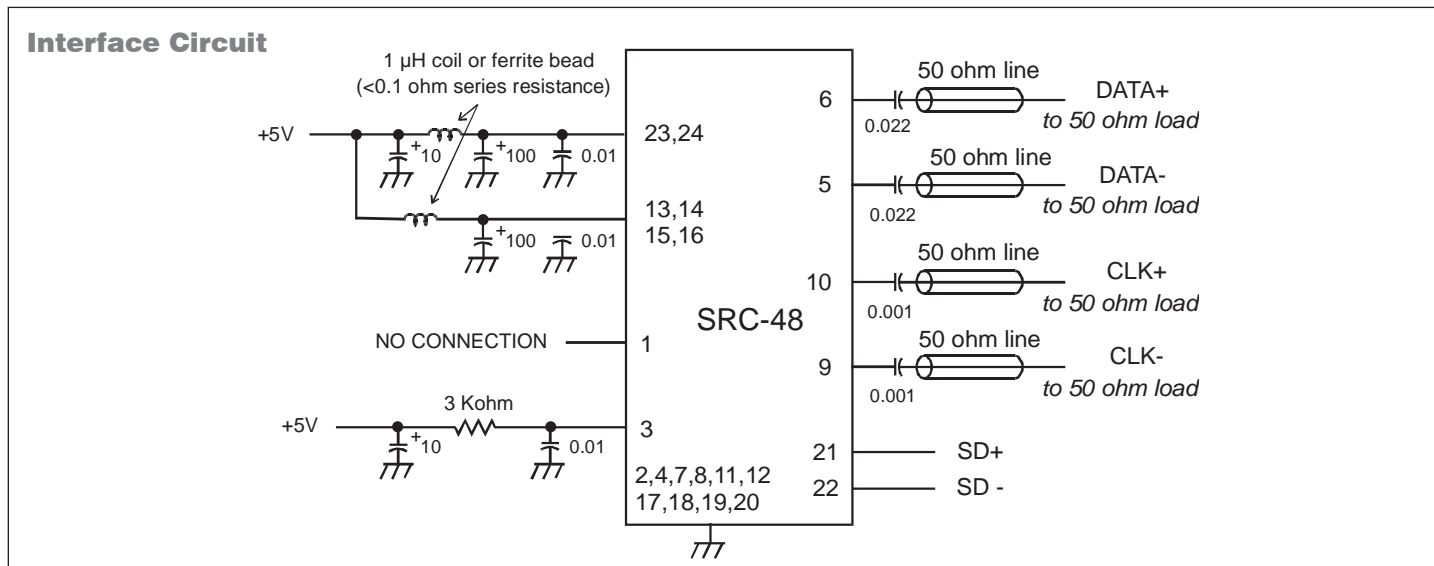 Interface Circuit
1 µH coil or ferrite bead
(<0.1 ohm series resistance)
+5V
+
10
+
100
0.01
23,24
+
100
0.01
13,14
15,16
NO CONNECTION
1
+5V
+
10
3 Kohm
0.01
3
2,4,7,8,11,12
17,18,19,20
SRC-48
6
0.022
50 ohm line
DATA+
to 50 ohm load
5
0.022
50 ohm line
DATA-
to 50 ohm load
10
0.001
50 ohm line
CLK+
to 50 ohm load
9
0.001
50 ohm line
CLK-
to 50 ohm load
21
SD+
22
SD -